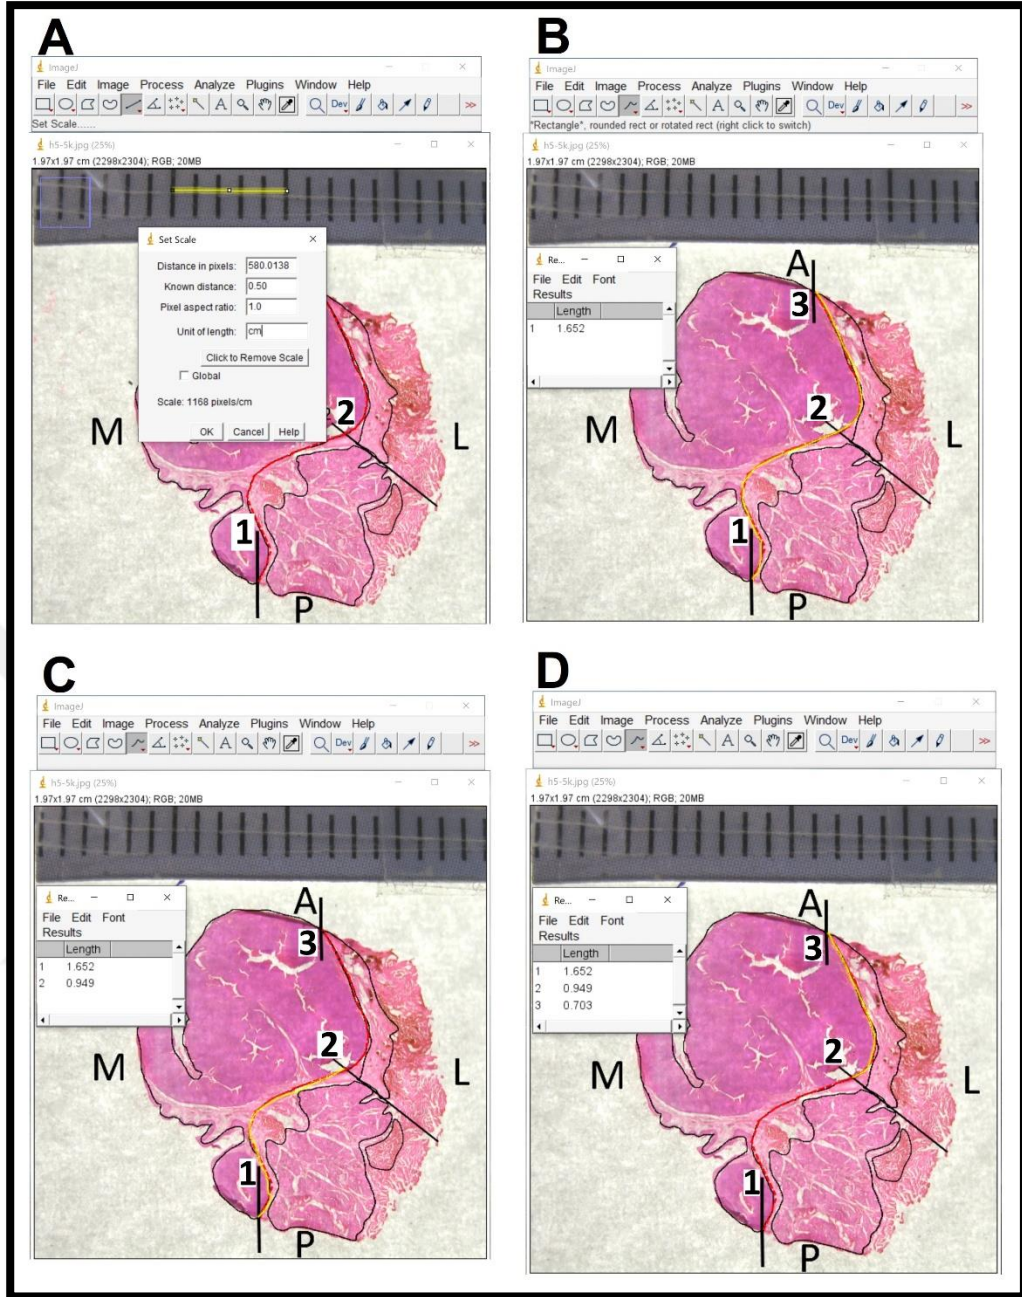 A
ImageJ
File Edit Image Process Analyze Plugins Window Help
A Dev >>
Set Scale......
h5-5k.jpg (25%)
1.97x1.97 cm (2298x2304); RGB; 20MB
Set Scale
Distance in pixels: 580.0138
Known distance: 0.50
Pixel aspect ratio: 1.0
Unit of length: cm
Click to Remove Scale
Global
Scale: 1168 pixels/cm
OK Cancel Help
2
M
L
1
P
B
ImageJ
File Edit Image Process Analyze Plugins Window Help
A Dev >>
*Rectangle*, rounded rect or rotated rect (right click to switch)
h5-5k.jpg (25%)
1.97x1.97 cm (2298x2304); RGB; 20MB
Re...
File Edit Font
Results
Length
1 1.652
A
3
2
M
L
1
P
C
ImageJ
File Edit Image Process Analyze Plugins Window Help
A Dev >>
h5-5k.jpg (25%)
1.97x1.97 cm (2298x2304); RGB; 20MB
Re...
File Edit Font
Results
Length
1 1.652
2 0.949
A
3
2
M
L
1
P
D
ImageJ
File Edit Image Process Analyze Plugins Window Help
A Dev >>
h5-5k.jpg (25%)
1.97x1.97 cm (2298x2304); RGB; 20MB
Re...
File Edit Font
Results
Length
1 1.652
2 0.949
3 0.703
A
3
2
M
L
1
P